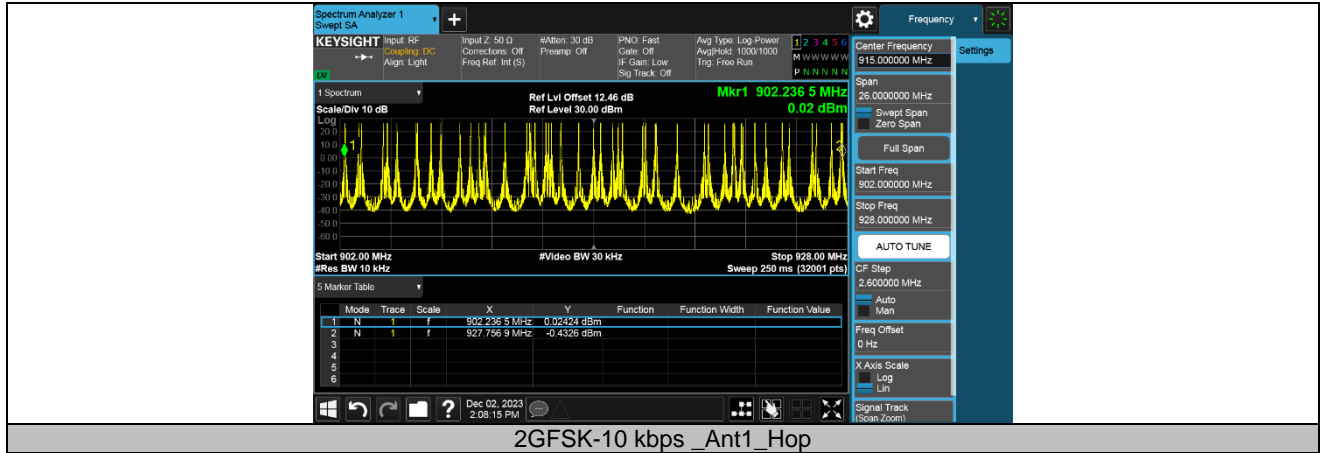 Spectrum Analyzer 1
Swept SA
+
Frequency
KEYSIGHT
Input: RF
Coupling: DC
Align: Light
Input Z: 50 Ω
Corrections: Off
Freq Ref: Int (S)
#Atten: 30 dB
Preamp: Off
PNO: Fast
Gate: Off
IF Gain: Low
Sig Track: Off
Avg Type: Log-Power
Avg|Hold: 1000/1000
Trig: Free Run
1 2 3 4 5 6
M W W W W W
P N N N N N
LXI
Center Frequency
915.000000 MHz
Settings
Span
26.0000000 MHz
Swept Span
Zero Span
Full Span
Start Freq
902.000000 MHz
Stop Freq
928.000000 MHz
AUTO TUNE
CF Step
2.600000 MHz
Auto
Man
Freq Offset
0 Hz
X Axis Scale
Log
Lin
Signal Track
(Span Zoom)
1 Spectrum
Scale/Div 10 dB
Ref Lvl Offset 12.46 dB
Ref Level 30.00 dBm
Mkr1 902.236 5 MHz
0.02 dBm
Log
20.0
10.0
0.00
-10.0
-20.0
-30.0
-40.0
-50.0
-60.0
1
2
Start 902.00 MHz
#Res BW 10 kHz
#Video BW 30 kHz
Stop 928.00 MHz
Sweep 250 ms (32001 pts)
5 Marker Table
Mode Trace Scale X Y Function Function Width Function Value
1 N 1 f 902.236 5 MHz 0.02424 dBm
2 N 1 f 927.756 9 MHz -0.4326 dBm
3
4
5
6
?
Dec 02, 2023
2:08:15 PM
2GFSK-10 kbps _Ant1_Hop